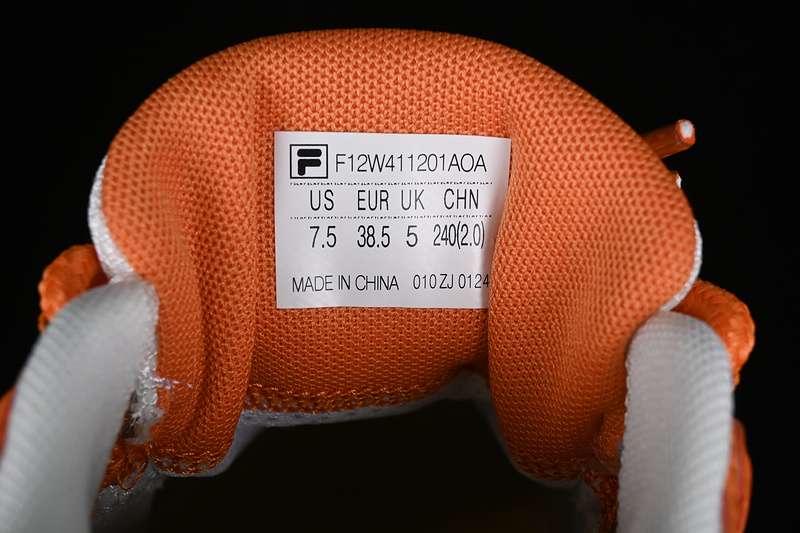 F F12W411201AOA
US EUR UK CHN
7.5 38.5 5 240(2.0)
MADE IN CHINA 010 ZJ 0124